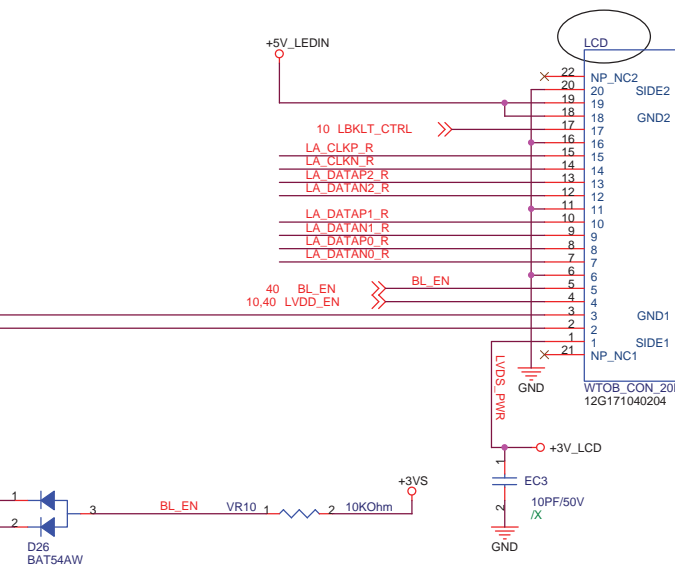 LCD
+5V_LEDIN
22 NP_NC2
20 20 SIDE2
19 19
18 18 GND2
10 LBKLT_CTRL 17 17
16 16
LA_CLKP_R 15 15
LA_CLKN_R 14 14
LA_DATAP2_R 13 13
LA_DATAN2_R 12 12
11 11
LA_DATAP1_R 10 10
LA_DATAN1_R 9 9
LA_DATAP0_R 8 8
LA_DATAN0_R 7 7
6 6
40 BL_EN BL_EN 5 5
10,40 LVDD_EN 4 4
3 3 GND1
2 2
1 1 SIDE1
21 NP_NC1
GND
WTOB_CON_20
12G171040204
LVDS_PWR
+3V_LCD
1
EC3
10PF/50V
/X
2
GND
+3VS
1
2
3 BL_EN VR10 1 2 10KOhm
D26
BAT54AW